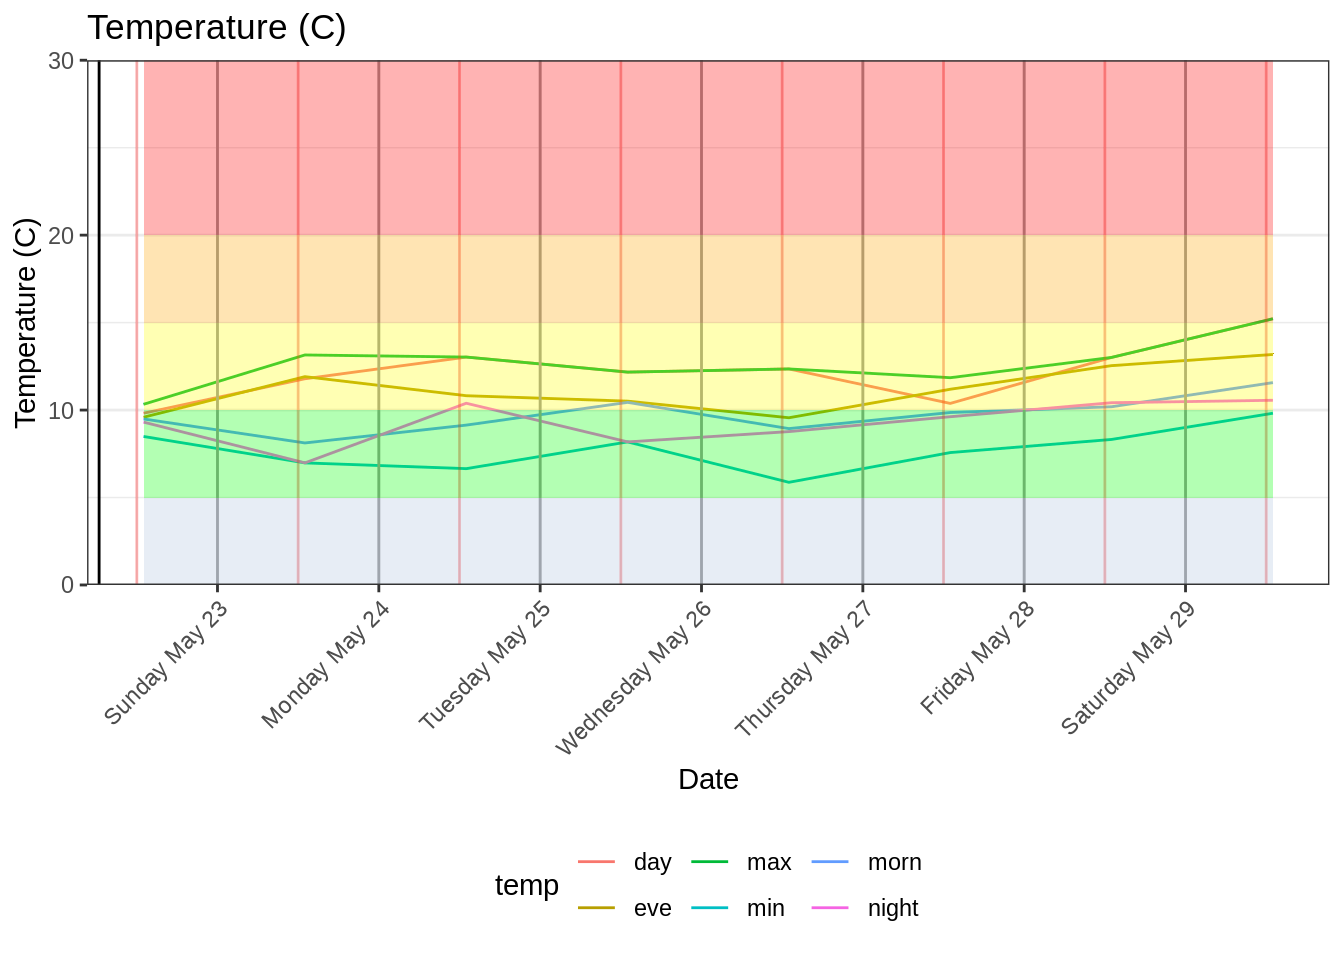 Temperature (C)
Temperature (C)
30
20
10
0
Sunday May 23
Monday May 24
Tuesday May 25
Wednesday May 26
Thursday May 27
Friday May 28
Saturday May 29
Date
temp
day
max
morn
eve
min
night